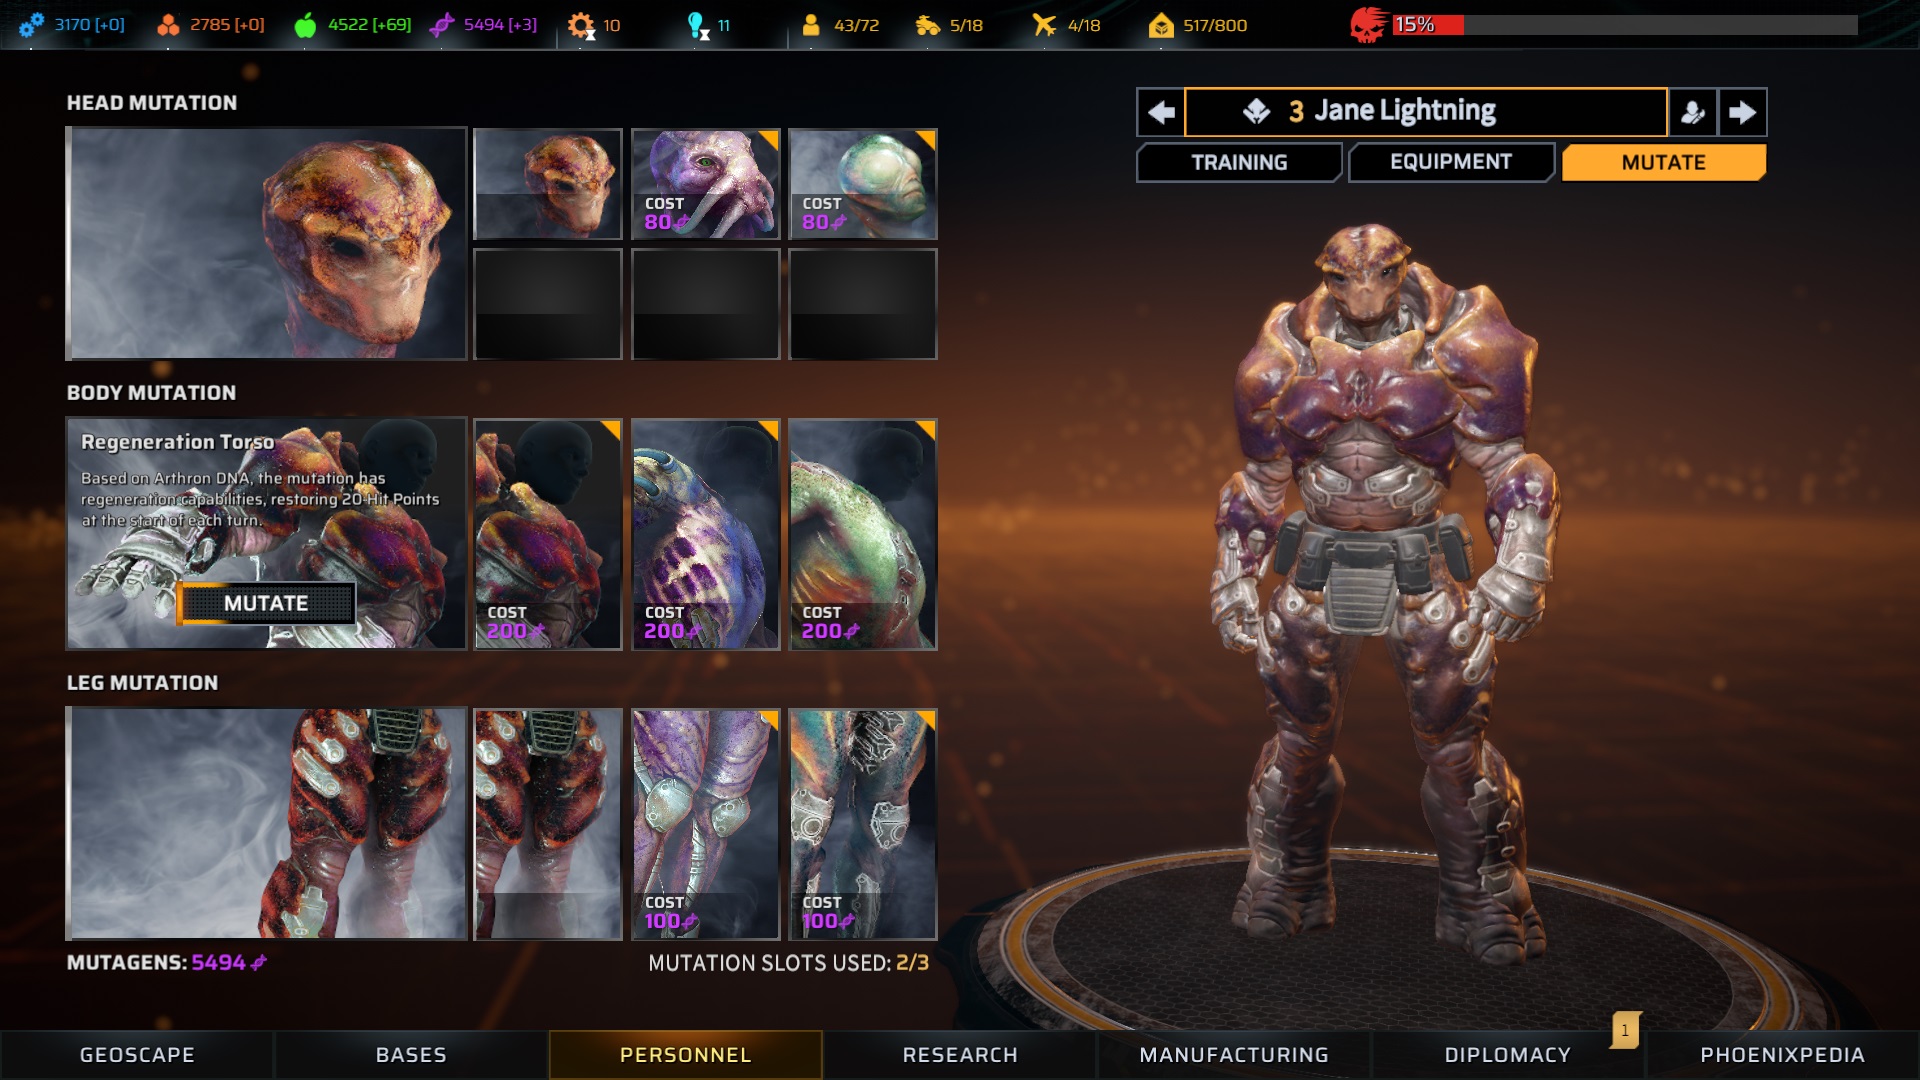 3170 [+0]
2785 [+0]
4522 [+69]
5494 [+3]
10
11
43/72
5/18
4/18
517/800
15%
HEAD MUTATION
COST
80
COST
80
BODY MUTATION
Regeneration Torso
Based on Arthron DNA, the mutation has
regeneration capabilities, restoring 20 Hit Points
at the start of each turn.
MUTATE
COST
200
COST
200
COST
200
LEG MUTATION
COST
100
COST
100
MUTAGENS: 5494
MUTATION SLOTS USED: 2/3
3 Jane Lightning
TRAINING
EQUIPMENT
MUTATE
GEOSCAPE
BASES
PERSONNEL
RESEARCH
MANUFACTURING
DIPLOMACY
1
PHOENIXPEDIA